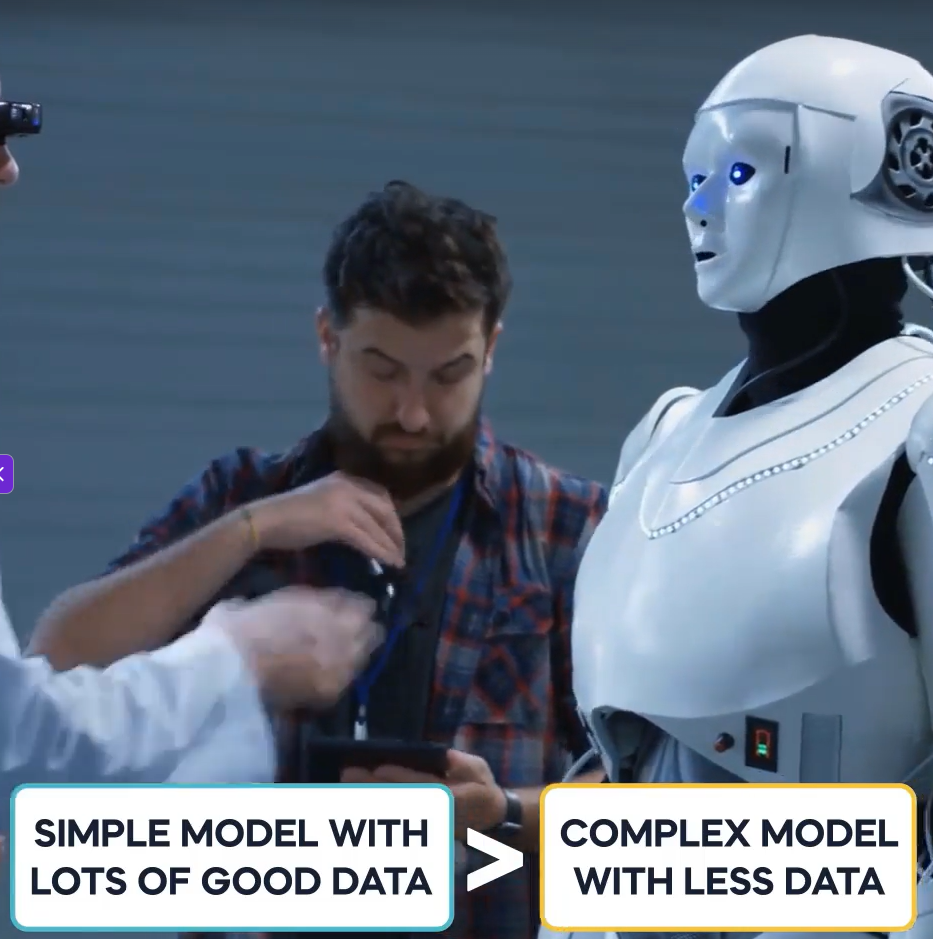 SIMPLE MODEL WITH
LOTS OF GOOD DATA
>
COMPLEX MODEL
WITH LESS DATA